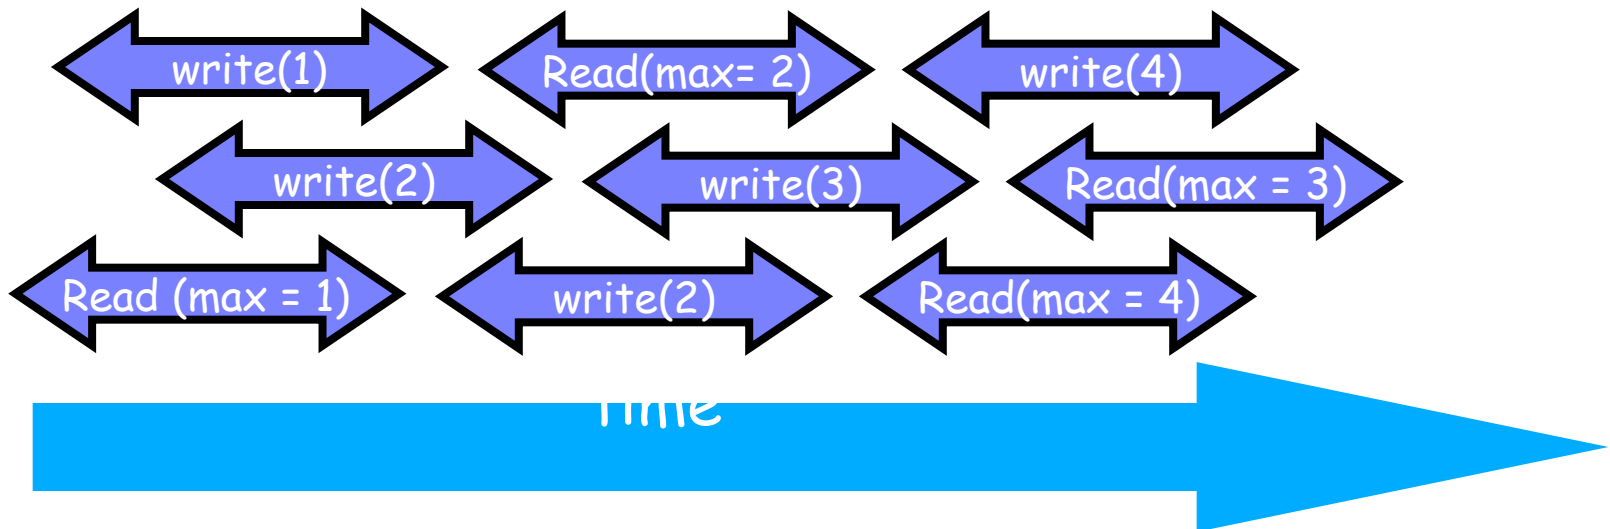 write(1)
Read(max= 2)
write(4)
write(2)
write(3)
Read(max = 3)
Read (max = 1)
write(2)
Read(max = 4)
Time